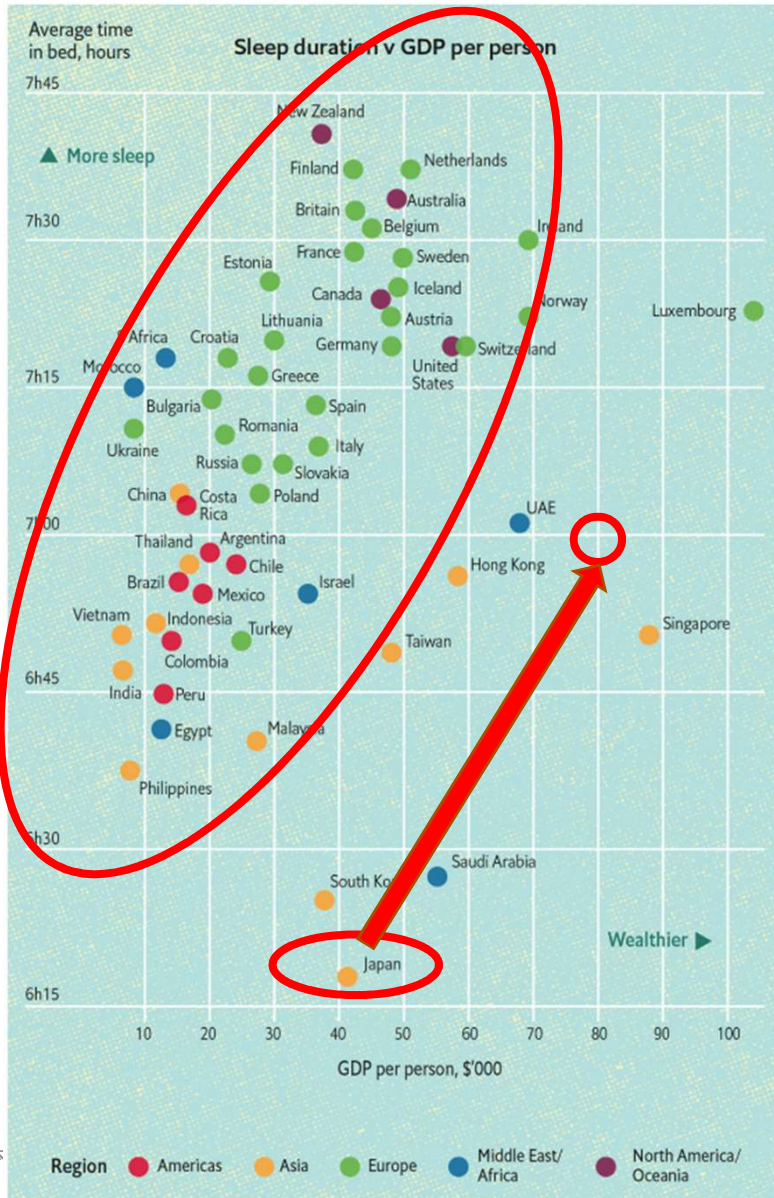 Average time
in bed, hours
Sleep duration v GDP per person
7h45
New Zealand
More sleep
Finland
Netherlands
Australia
Britain
Belgium
7h30
Ireland
France
Sweden
Estonia
Iceland
Canada
Norway
Luxembourg
Lithuania
Austria
S Africa
Croatia
Germany
Switzerland
United
States
Morocco
Greece
7h15
Bulgaria
Spain
Romania
Ukraine
Italy
Russia
Slovakia
China
Costa
Rica
Poland
UAE
7h00
Thailand
Argentina
Chile
Hong Kong
Brazil
Israel
Mexico
Vietnam
Indonesia
Turkey
Singapore
Taiwan
Colombia
6h45
India
Peru
Egypt
Malaysia
Philippines
6h30
Saudi Arabia
South Ko
Wealthier
Japan
6h15
10 20 30 40 50 60 70 80 90 100
GDP per person, $'000
Region Americas Asia Europe Middle East/ North America/
Africa Oceania